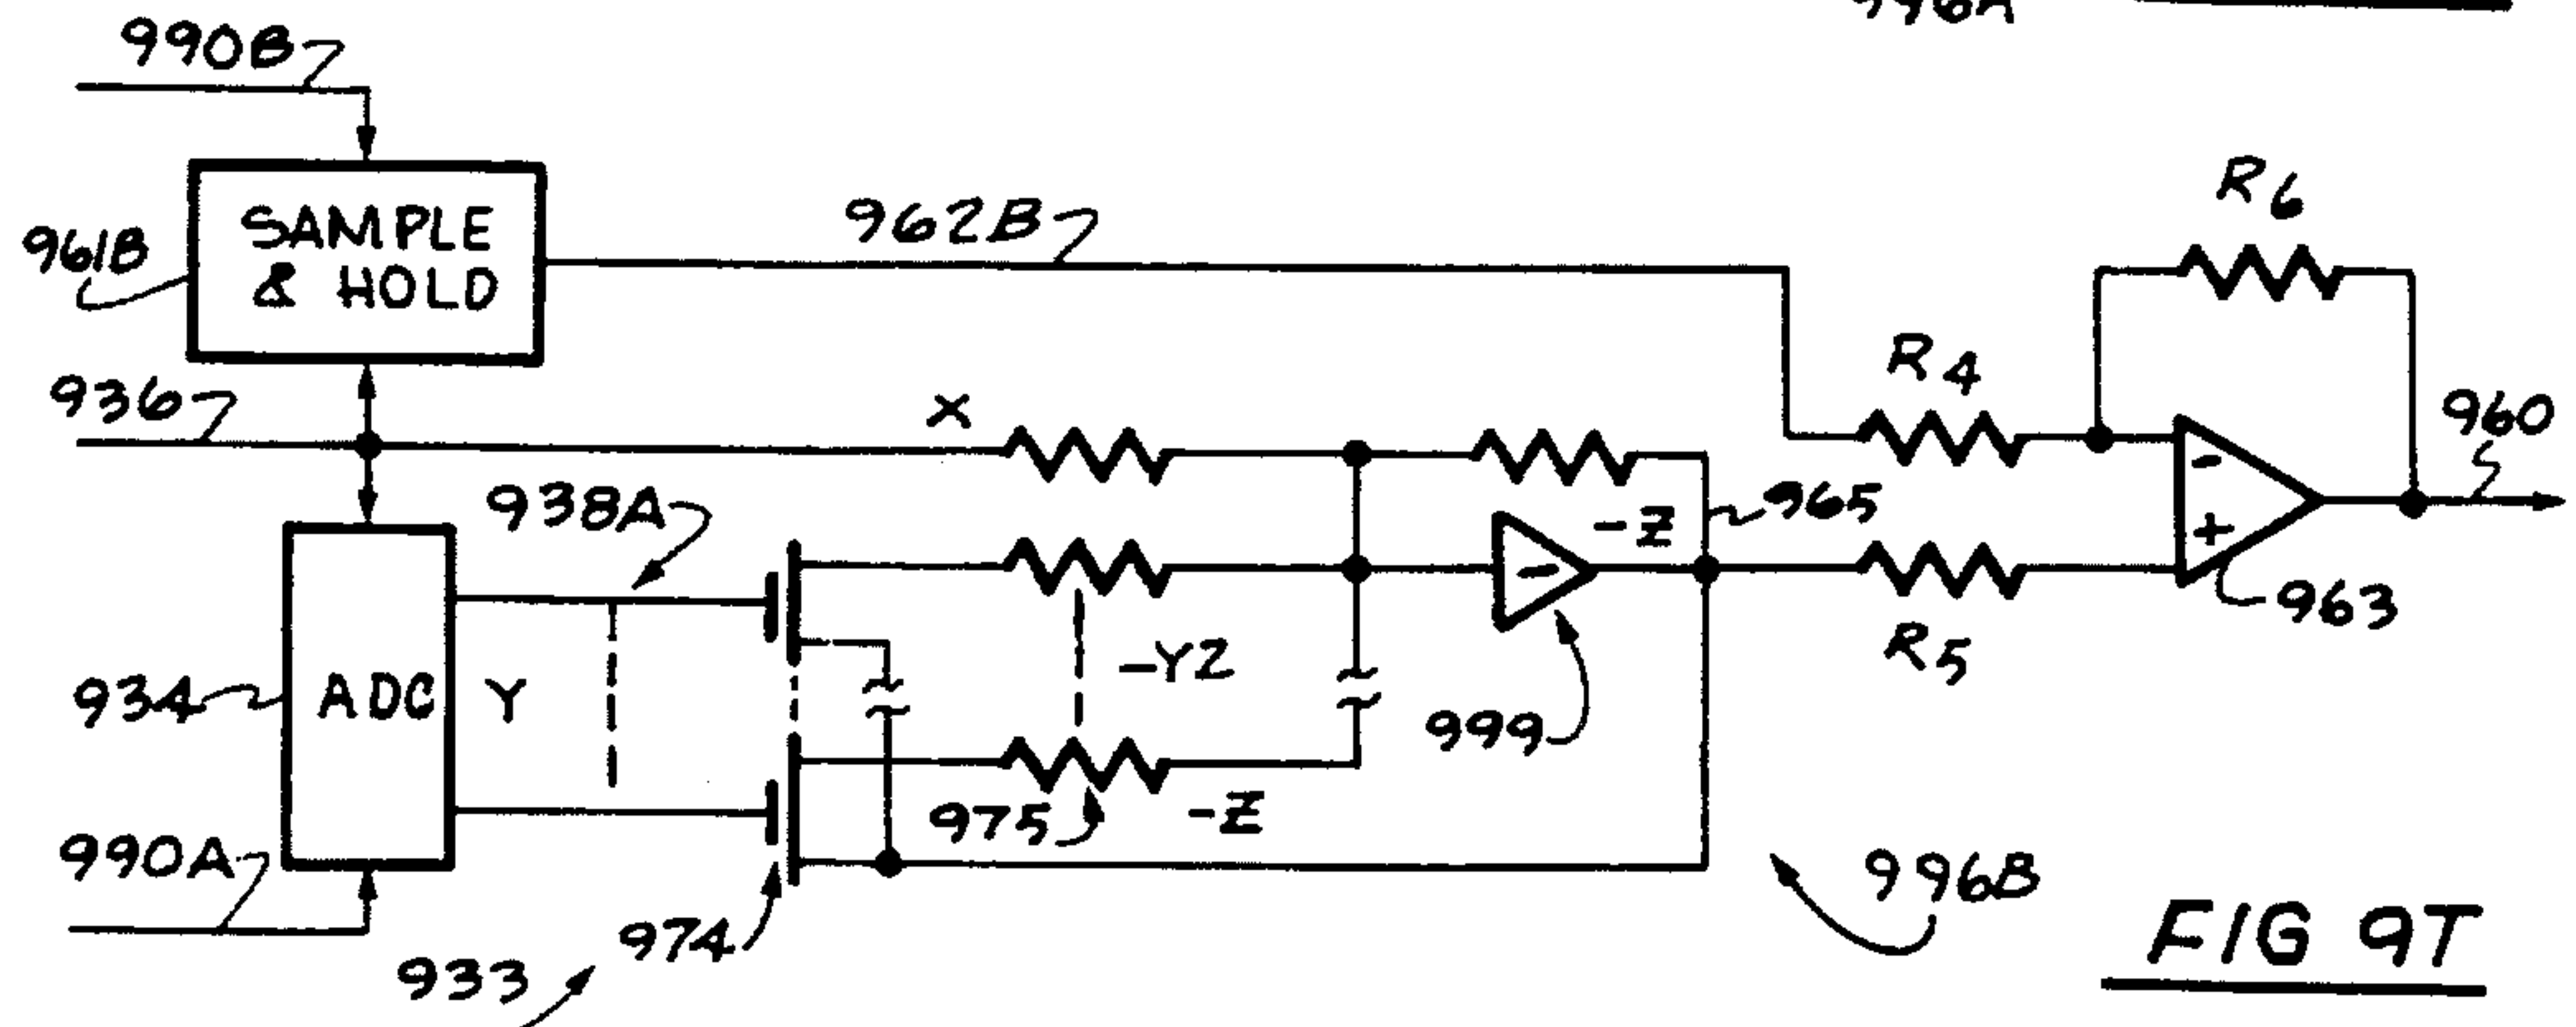 996A
990B
SAMPLE
& HOLD
961B
962B
R6
R4
936
X
960
938A
-Z
965
-
+
-
963
934
ADC
Y
-YZ
R5
999
975
-Z
990A
974
933
996B
FIG 9T